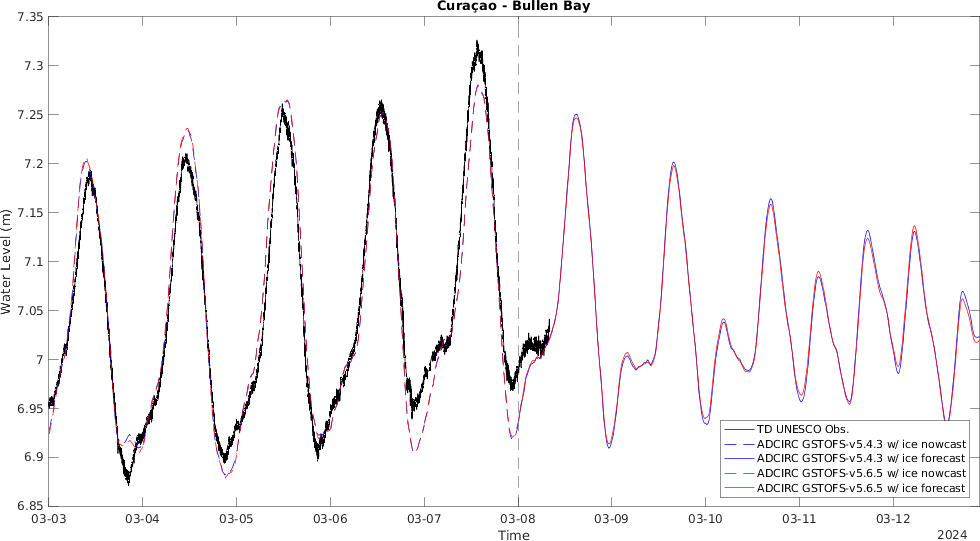 Curaçao - Bullen Bay
7.35
7.3
7.25
7.2
7.15
7.1
7.05
7
6.95
6.9
6.85
Water Level (m)
03-03
03-04
03-05
03-06
03-07
03-08
03-09
03-10
03-11
03-12
Time
2024
TD UNESCO Obs.
ADCIRC GSTOFS-v5.4.3 w/ ice nowcast
ADCIRC GSTOFS-v5.4.3 w/ ice forecast
ADCIRC GSTOFS-v5.6.5 w/ ice nowcast
ADCIRC GSTOFS-v5.6.5 w/ ice forecast